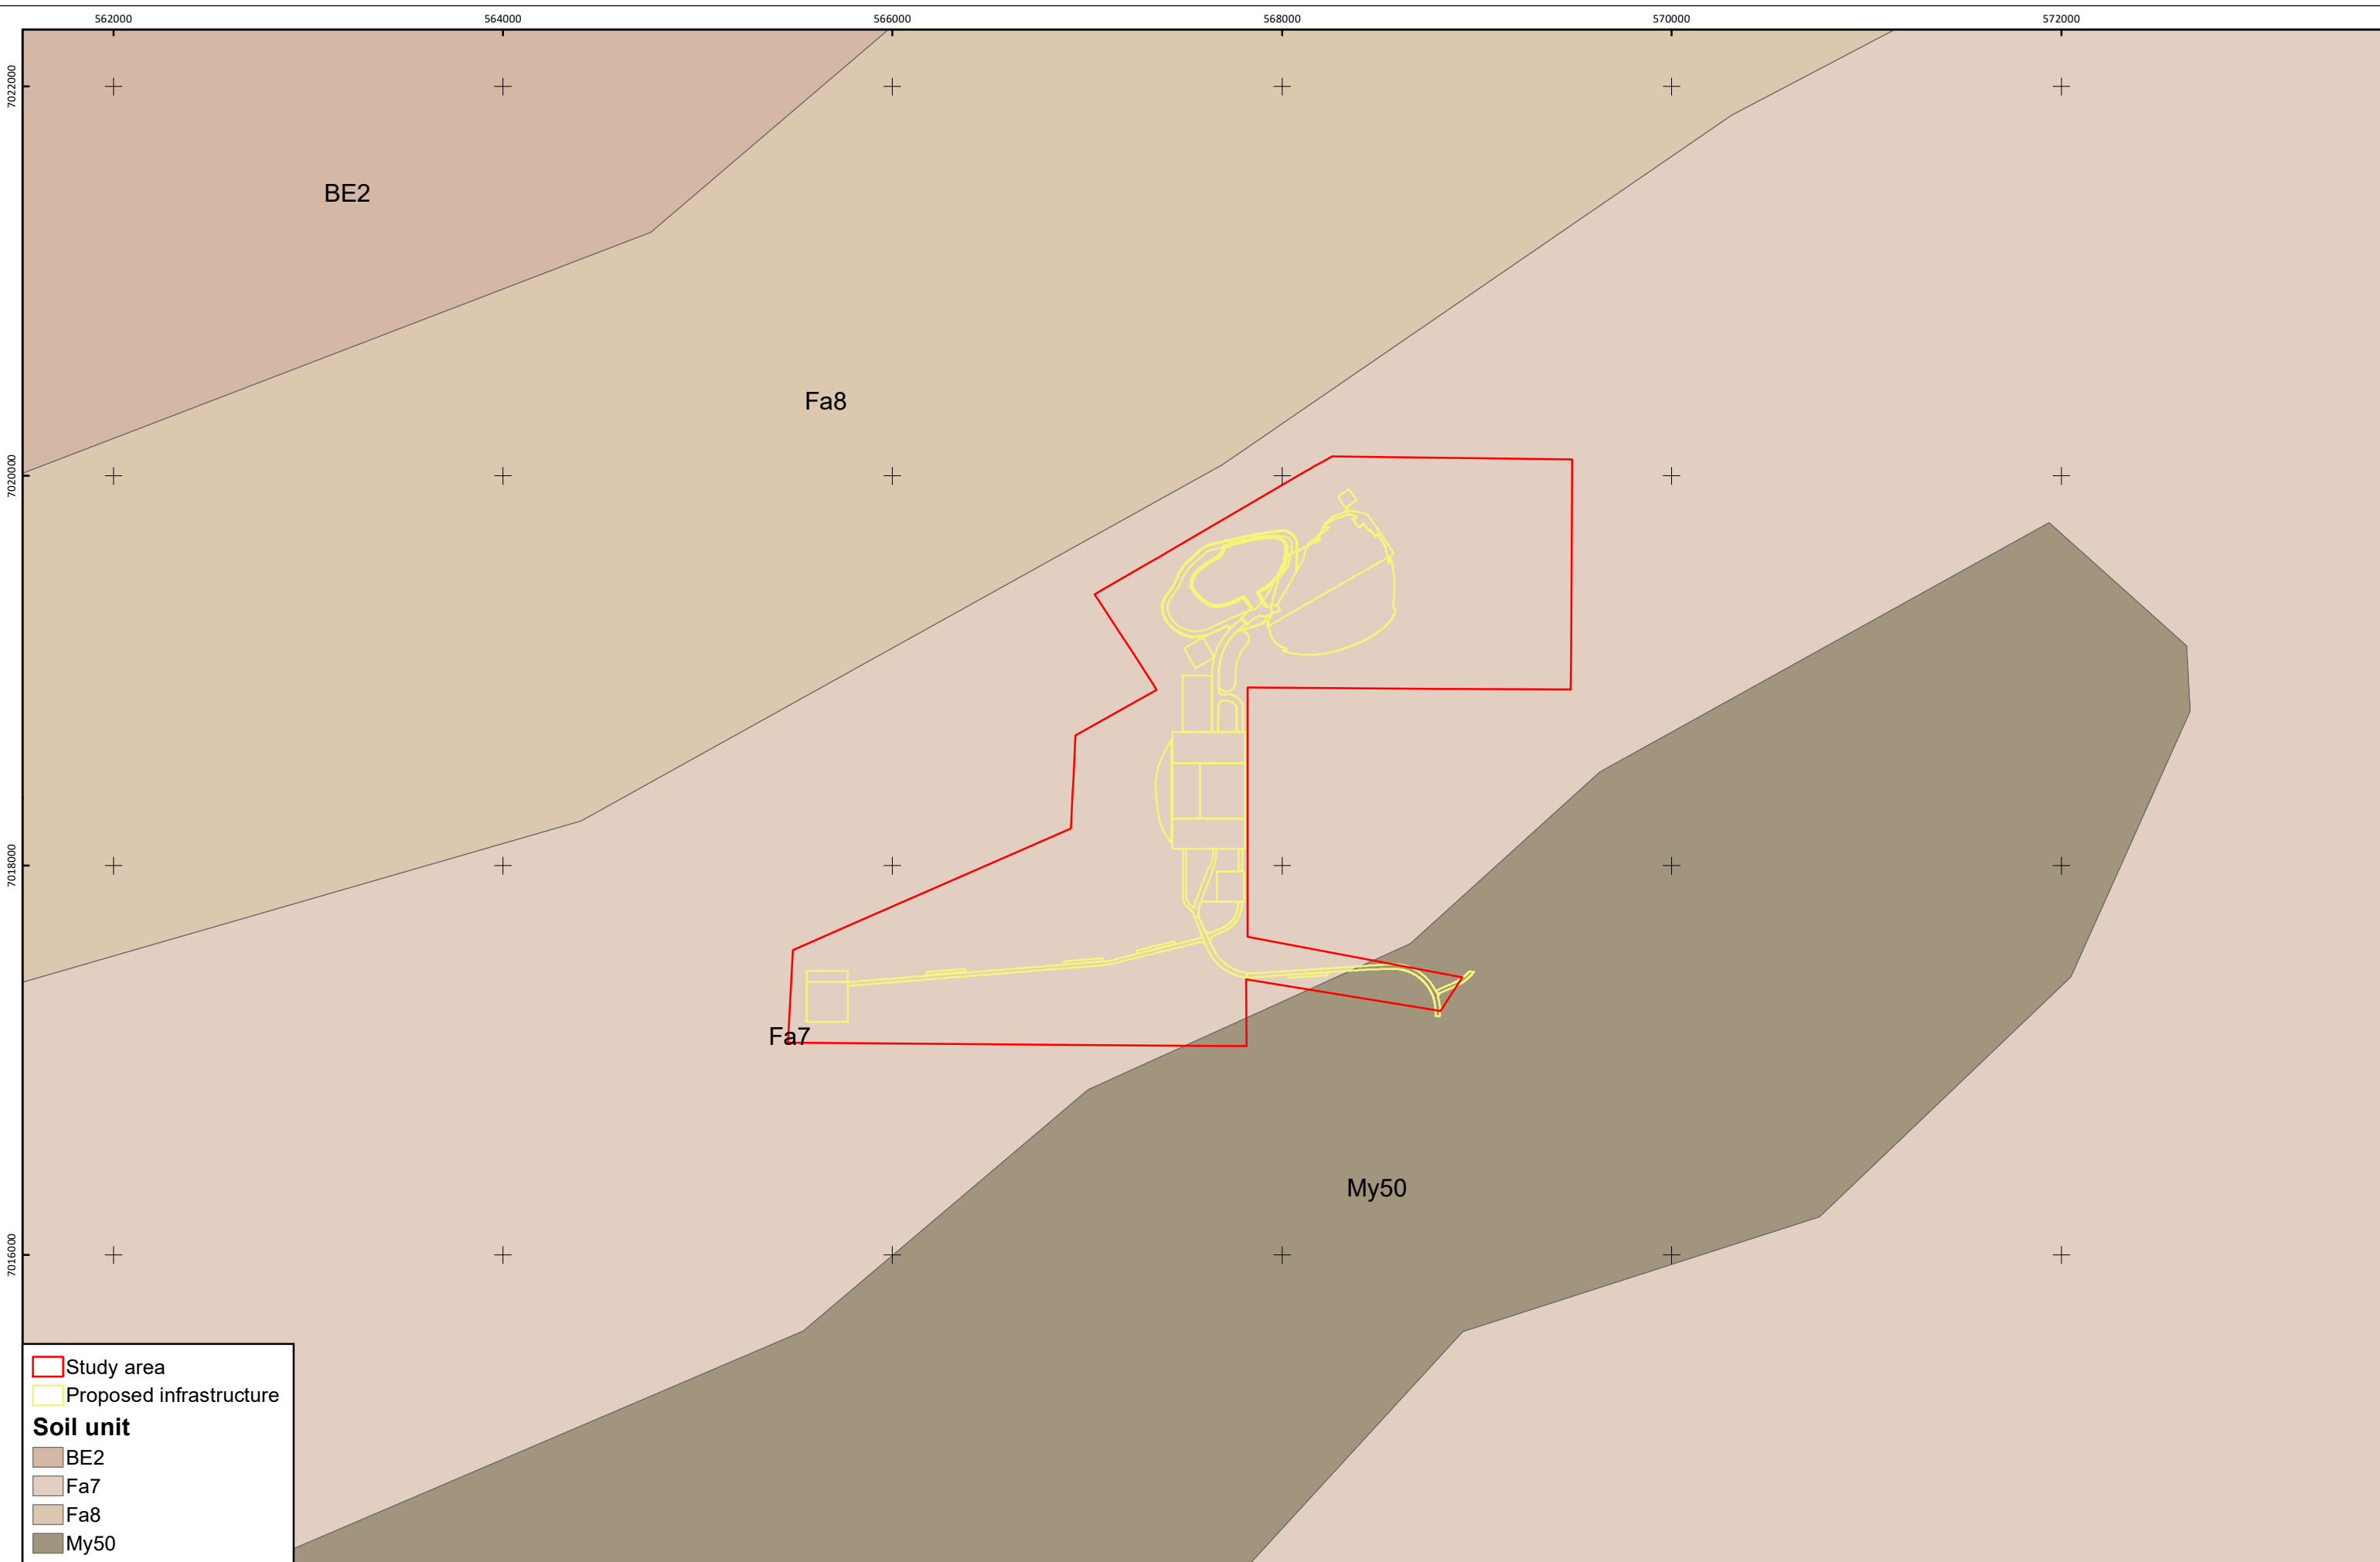 562000 564000 566000 568000 570000 572000
7022000
7020000
7018000
7016000
BE2
Fa8
Fa7
My50
Study area
Proposed infrastructure
Soil unit
BE2
Fa7
Fa8
My50